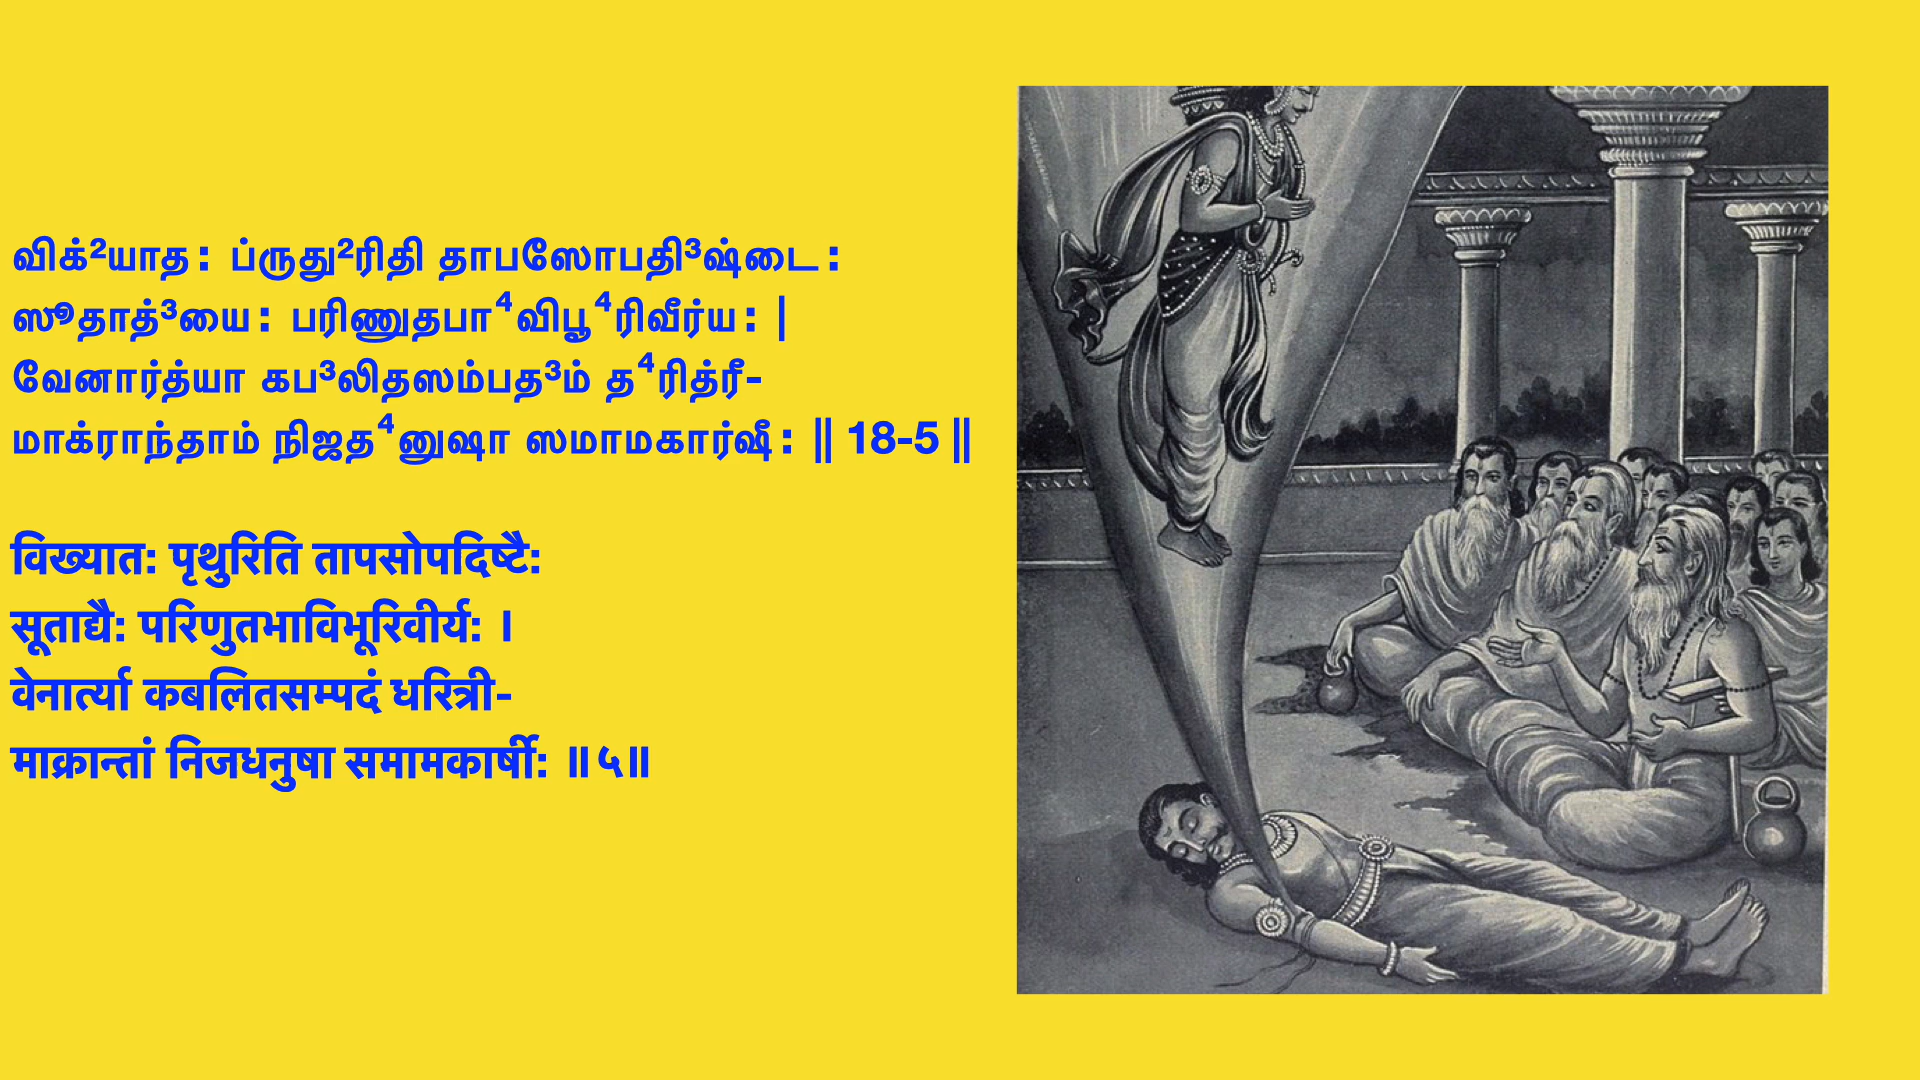 விக்²யாத: ப்ருது²ரிதி தாபஸோபதி³ஷ்டை:
ஸூதாத்³யை: பரிணுதபா⁴விபூ⁴ரிவீர்ய: |
வேனார்த்யா கப³லிதஸம்பத³ம் த⁴ரித்ரீ-
மாக்ராந்தாம் நிஜத⁴னுஷா ஸமாமகார்ஷீ: || 18-5 ||
विख्यात: पृथुरिति तापसोपदिष्टै:
सूताद्यै: परिणुतभाविभूरिवीर्य: ।
वेनार्त्या कबलितसम्पदं धरित्री-
माक्रान्तां निजधनुषा समामकार्षी: ॥५॥